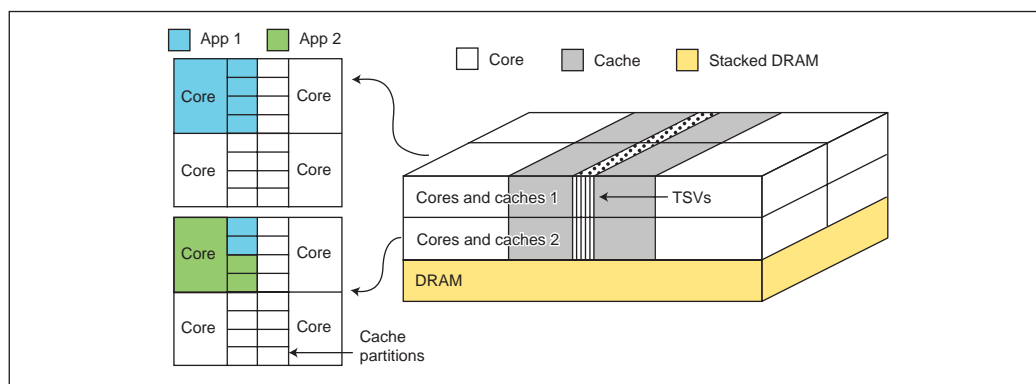 App 1
App 2
Core
Cache
Stacked DRAM
Core
Core
Core
Core
Cores and caches 1
TSVs
Cores and caches 2
DRAM
Core
Core
Core
Core
Cache
partitions